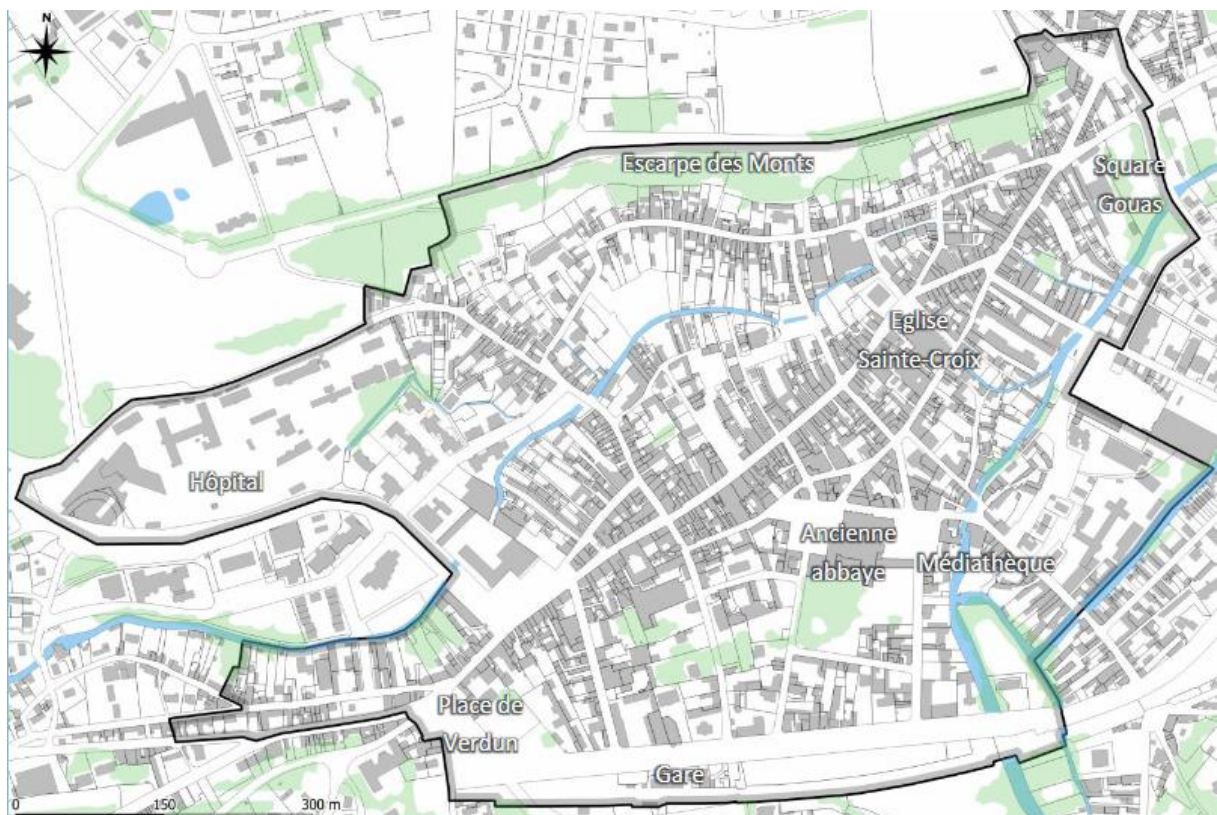 N
Escarpe des Monts
Square
Gouas
Eglise
Sainte-Croix
Hôpital
Ancienne
abbaye
Médiathèque
Place de
Verdun
Gare
0 150 300 m